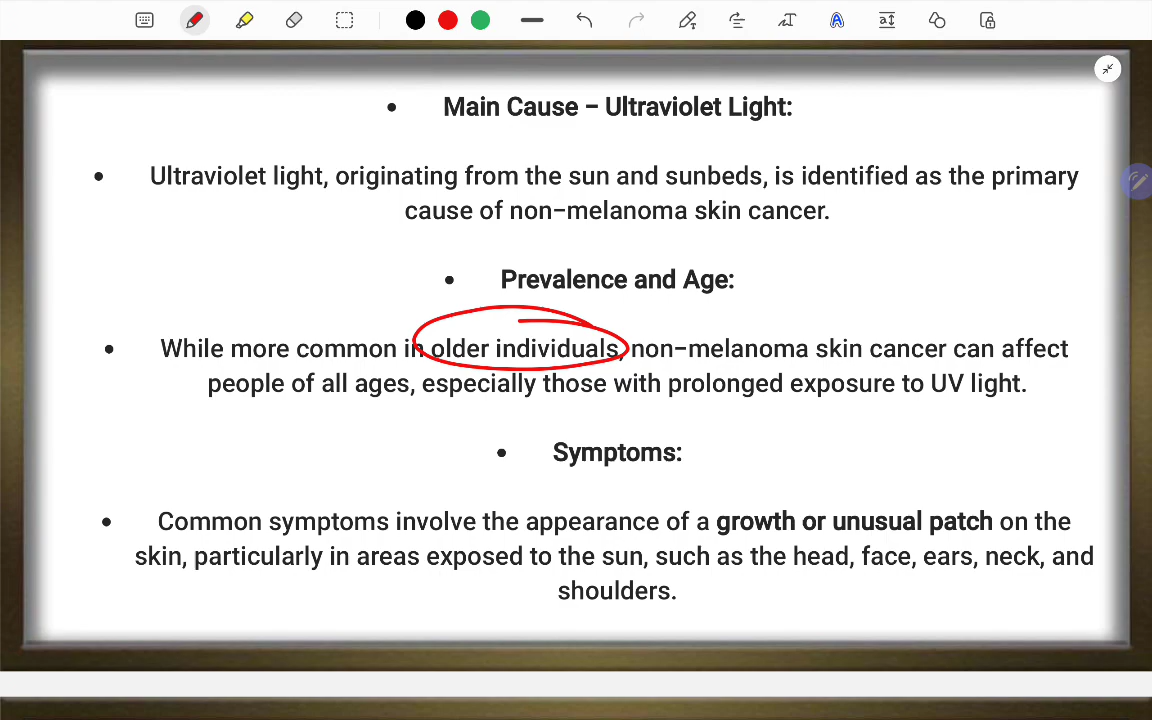 • Main Cause – Ultraviolet Light:
• Ultraviolet light, originating from the sun and sunbeds, is identified as the primary
cause of non-melanoma skin cancer.
• Prevalence and Age:
• While more common in older individuals, non-melanoma skin cancer can affect
people of all ages, especially those with prolonged exposure to UV light.
• Symptoms:
• Common symptoms involve the appearance of a growth or unusual patch on the
skin, particularly in areas exposed to the sun, such as the head, face, ears, neck, and
shoulders.